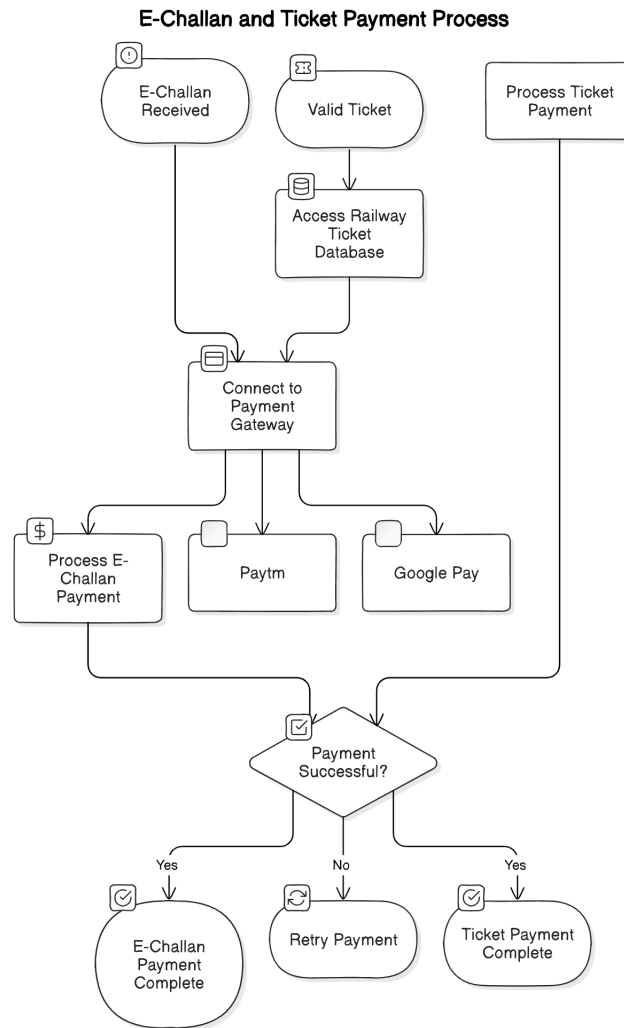 E-Challan and Ticket Payment Process
E-Challan
Received
Valid Ticket
Process Ticket
Payment
Access Railway
Ticket
Database
Connect to
Payment
Gateway
Process E-
Challan
Payment
Paytm
Google Pay
Payment
Successful?
Yes
No
Yes
E-Challan
Payment
Complete
Retry Payment
Ticket Payment
Complete